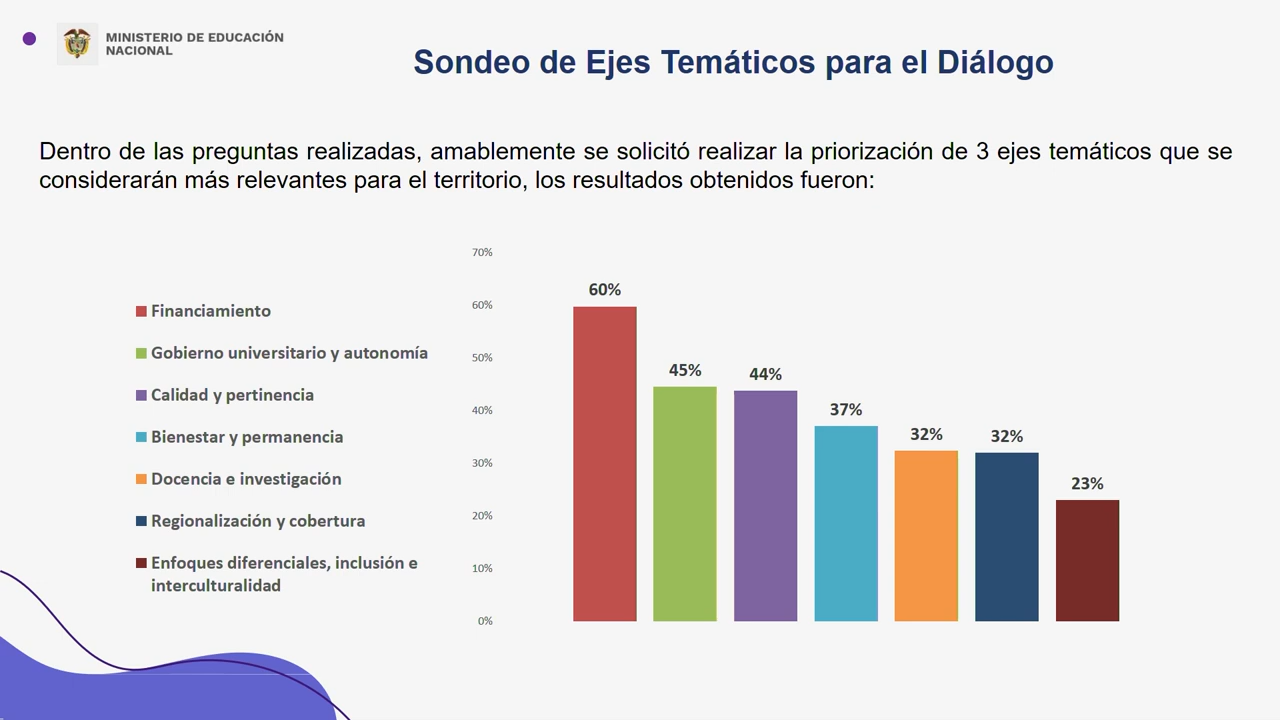 MINISTERIO DE EDUCACIÓN
NACIONAL
Sondeo de Ejes Temáticos para el Diálogo
Dentro de las preguntas realizadas, amablemente se solicitó realizar la priorización de 3 ejes temáticos que se
considerarán más relevantes para el territorio, los resultados obtenidos fueron:
Financiamiento
Gobierno universitario y autonomía
Calidad y pertinencia
Bienestar y permanencia
Docencia e investigación
Regionalización y cobertura
Enfoques diferenciales, inclusión e
interculturalidad
70%
60%
50%
40%
30%
20%
10%
0%
60%
45%
44%
37%
32%
32%
23%